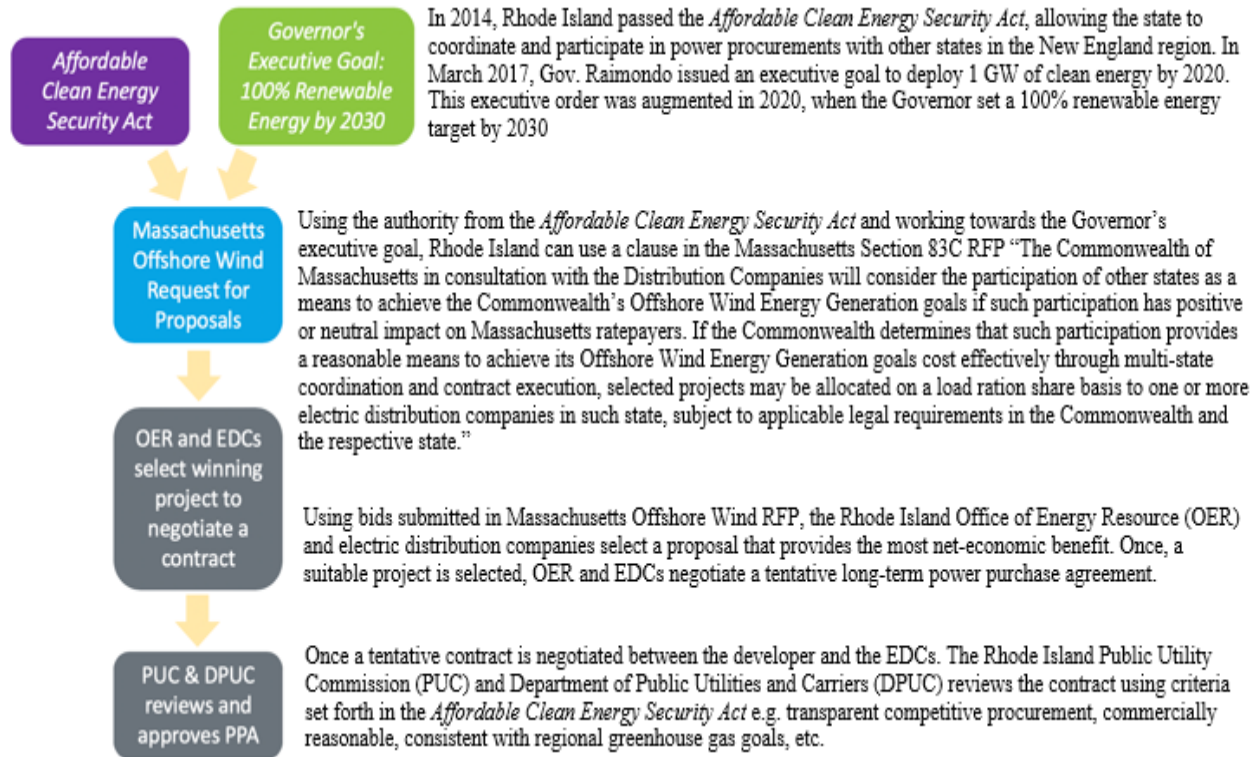 Affordable
Clean Energy
Security Act
Governor's
Executive Goal:
100% Renewable
Energy by 2030
In 2014, Rhode Island passed the Affordable Clean Energy Security Act, allowing the state to
coordinate and participate in power procurements with other states in the New England region. In
March 2017, Gov. Raimondo issued an executive goal to deploy 1 GW of clean energy by 2020.
This executive order was augmented in 2020, when the Governor set a 100% renewable energy
target by 2030
Massachusetts
Offshore Wind
Request for
Proposals
Using the authority from the Affordable Clean Energy Security Act and working towards the Governor's
executive goal, Rhode Island can use a clause in the Massachusetts Section 83C RFP “The Commonwealth of
Massachusetts in consultation with the Distribution Companies will consider the participation of other states as a
means to achieve the Commonwealth's Offshore Wind Energy Generation goals if such participation has positive
or neutral impact on Massachusetts ratepayers. If the Commonwealth determines that such participation provides
a reasonable means to achieve its Offshore Wind Energy Generation goals cost effectively through multi-state
coordination and contract execution, selected projects may be allocated on a load ration share basis to one or more
electric distribution companies in such state, subject to applicable legal requirements in the Commonwealth and
the respective state.”
OER and EDCs
select winning
project to
negotiate a
contract
Using bids submitted in Massachusetts Offshore Wind RFP, the Rhode Island Office of Energy Resource (OER)
and electric distribution companies select a proposal that provides the most net-economic benefit. Once, a
suitable project is selected, OER and EDCs negotiate a tentative long-term power purchase agreement.
PUC & DPUC
reviews and
approves PPA
Once a tentative contract is negotiated between the developer and the EDCs. The Rhode Island Public Utility
Commission (PUC) and Department of Public Utilities and Carriers (DPUC) reviews the contract using criteria
set forth in the Affordable Clean Energy Security Act e.g. transparent competitive procurement, commercially
reasonable, consistent with regional greenhouse gas goals, etc.